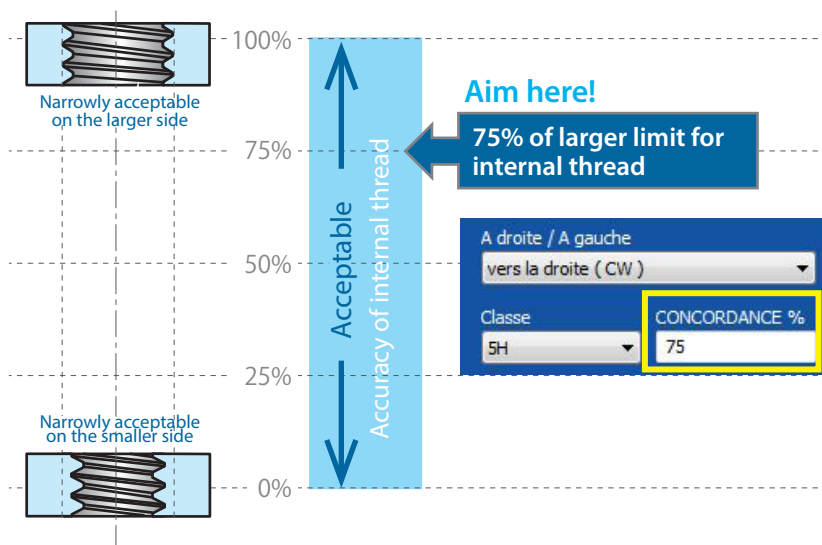 100%
Narrowly acceptable
on the larger side
Aim here!
75% of larger limit for
internal thread
75%
Acceptable
Accuracy of internal thread
A droite / A gauche
vers la droite ( CW )
50%
Classe
CONCORDANCE %
5H
75
25%
Narrowly acceptable
on the smaller side
0%